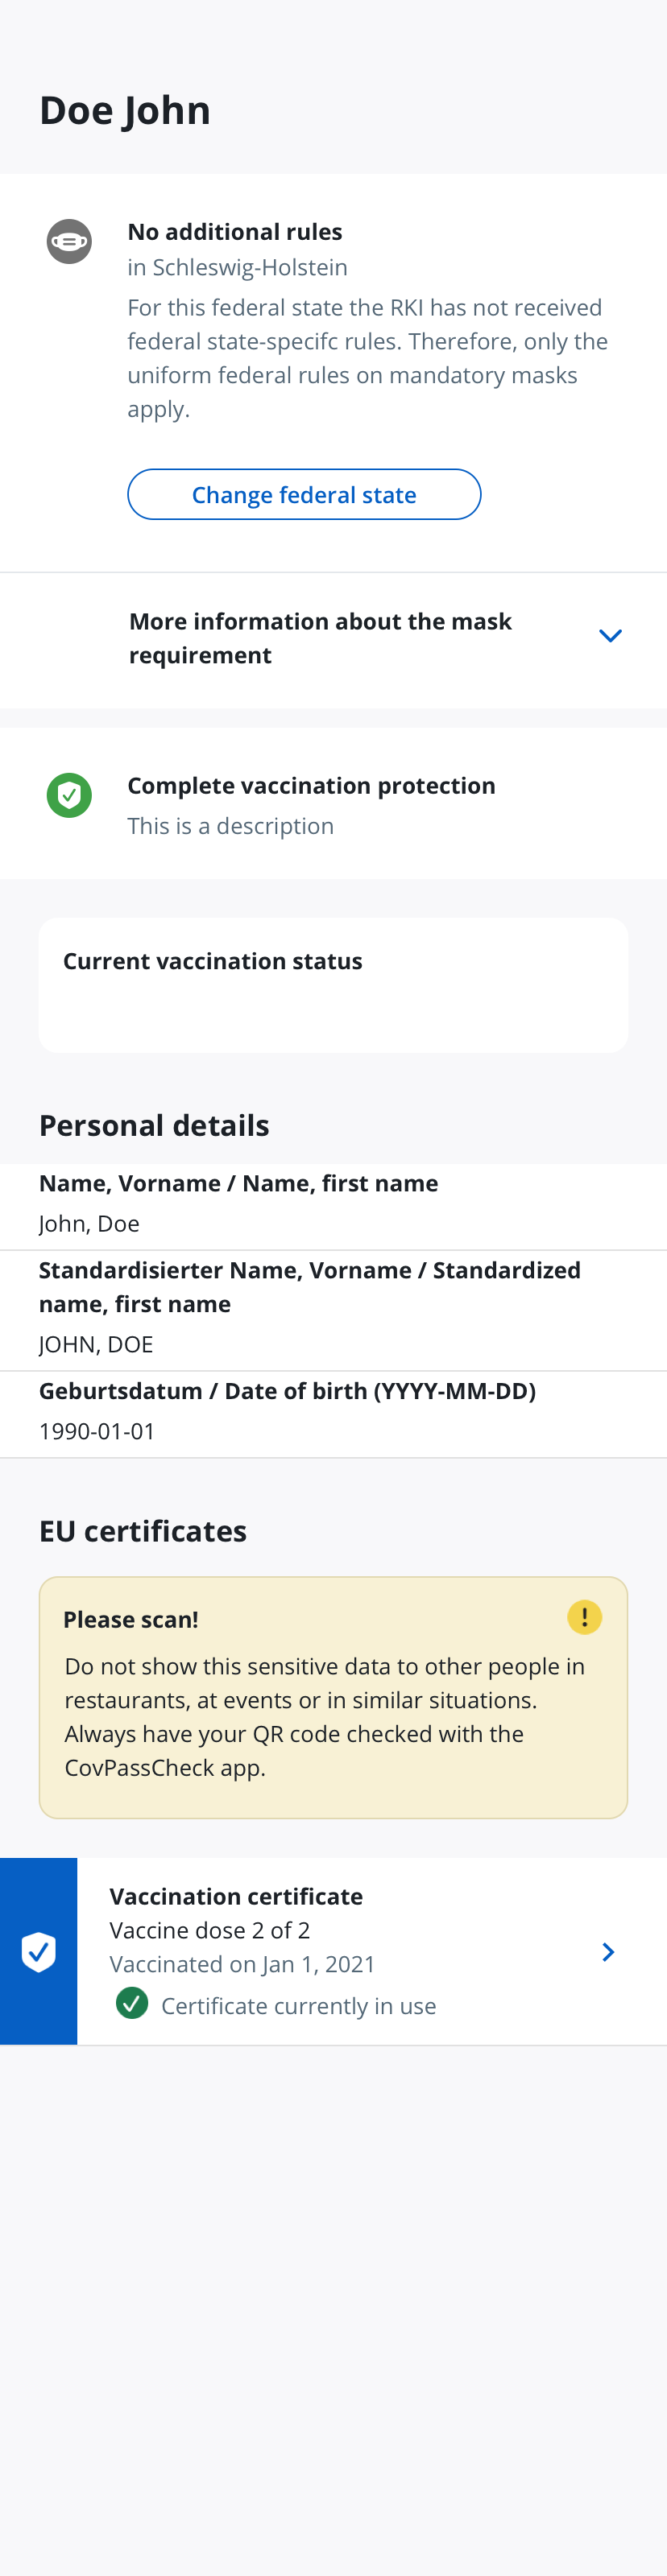 Doe John
No additional rules
in Schleswig-Holstein
For this federal state the RKI has not received
federal state-specifc rules. Therefore, only the
uniform federal rules on mandatory masks
apply.
Change federal state
More information about the mask
requirement
Complete vaccination protection
This is a description
Current vaccination status
Personal details
Name, Vorname / Name, first name
John, Doe
Standardisierter Name, Vorname / Standardized
name, first name
JOHN, DOE
Geburtsdatum / Date of birth (YYYY-MM-DD)
1990-01-01
EU certificates
Please scan!
Do not show this sensitive data to other people in
restaurants, at events or in similar situations.
Always have your QR code checked with the
CovPassCheck app.
Vaccination certificate
Vaccine dose 2 of 2
Vaccinated on Jan 1, 2021
Certificate currently in use